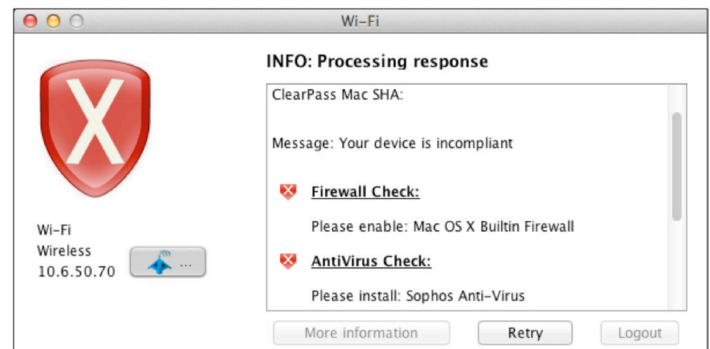 Wi-Fi
INFO: Processing response
ClearPass Mac SHA:
Message: Your device is incompliant
X
Firewall Check:
Please enable: Mac OS X Builtin Firewall
AntiVirus Check:
Please install: Sophos Anti-Virus
Wi-Fi
Wireless
10.6.50.70
...
More information
Retry
Logout